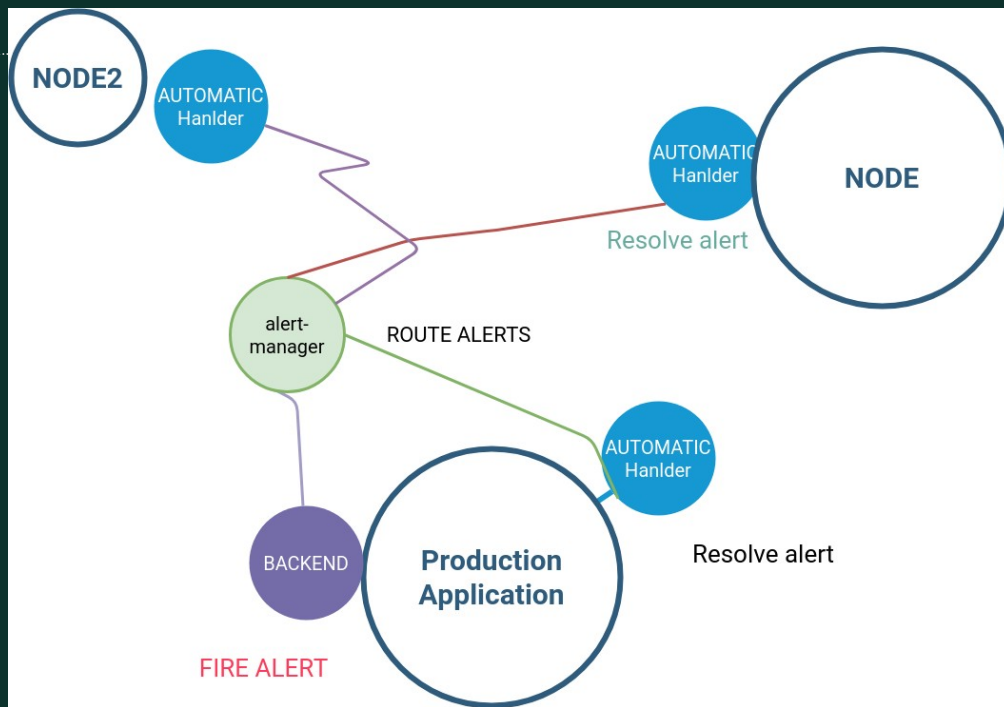 NODE2
AUTOMATIC
Hanlder
AUTOMATIC
Hanlder
NODE
Resolve alert
alert-
manager
ROUTE ALERTS
AUTOMATIC
Hanlder
BACKEND
Production
Application
Resolve alert
FIRE ALERT